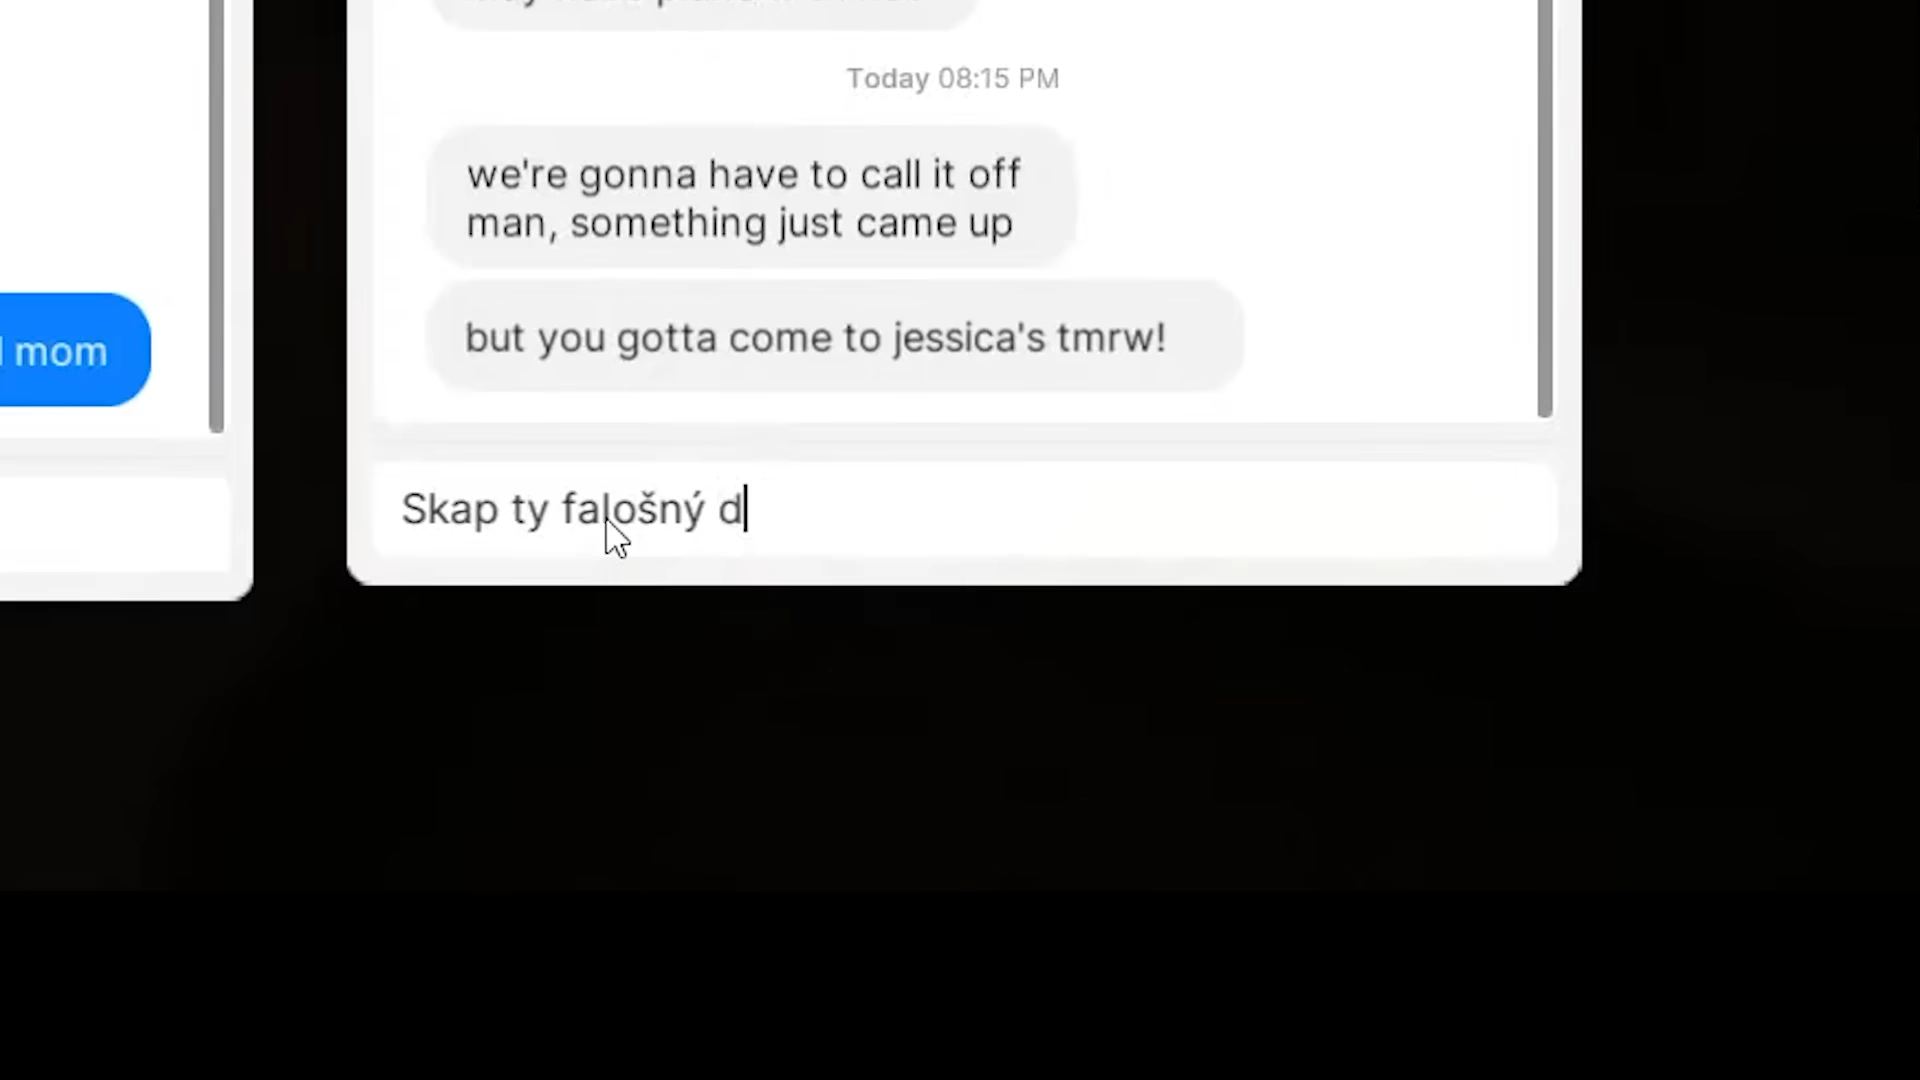 Today 08:15 PM
we're gonna have to call it off
man, something just came up
but you gotta come to jessica's tmrw!
mom
Skap ty falošný d